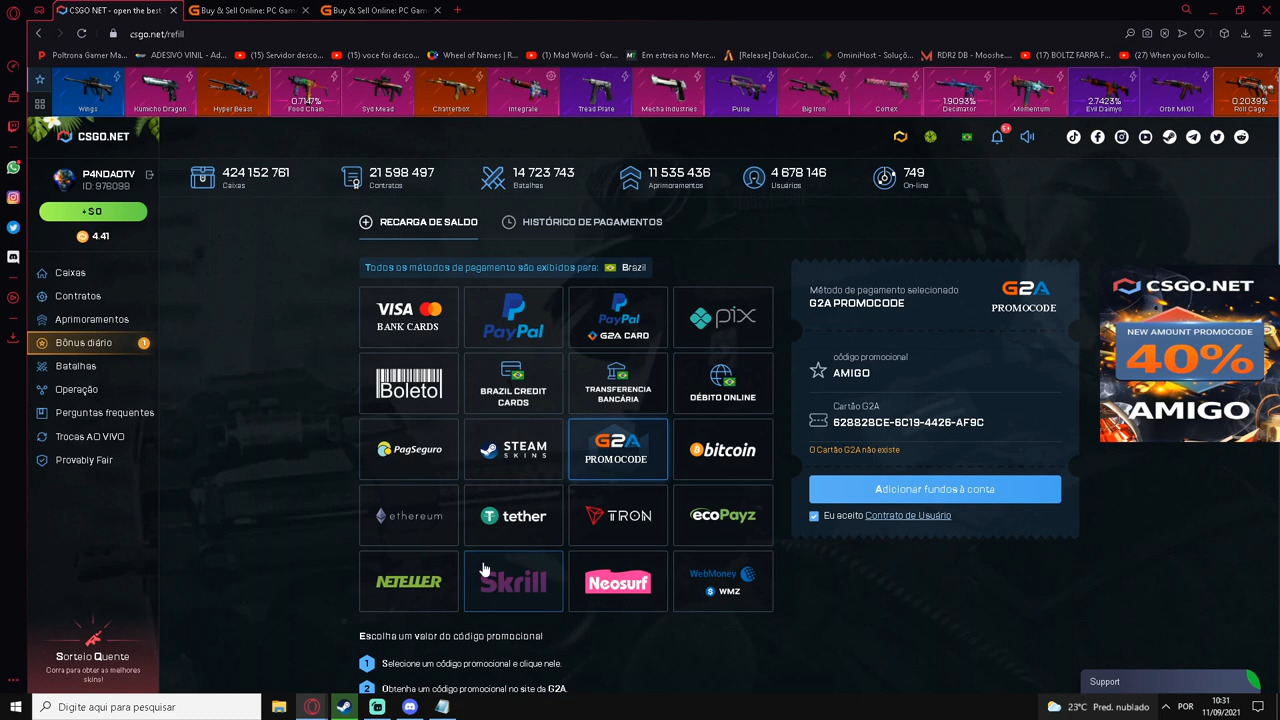 CSGO.NET - open the best
Buy & Sell Online: PC Gam
Buy & Sell Online: PC Gam
csgo.net/refill
Poltrona Gamer Ma...
ADESIVO VINIL - Ad...
(15) Servidor desco...
(15) voce foi desco...
Wheel of Names | R...
(1) Mad World - Gar...
Em estreia no Merc...
[Release] DokusCor...
OminiHost - Soluçõ...
RDR2 DB - Mooshe...
(17) BOLTZ FARPA F...
(27) When you follo...
Wings
Kumicho Dragon
Hyper Beast
0.7147%
Food Chain
Syd Mead
Chatterbox
Integrale
Tread Plate
Mecha Industries
Pulse
Big Iron
Cortex
1.9093%
Decimator
Momentum
2.7423%
Evil Daimyo
Orbit Mk01
0.2039%
Roll Cage
CSGO.NET
5+
P4NDAOTV
ID: 978098
+ $ 0
4.41
424 152 761
Caixas
21 598 497
Contratos
14 723 743
Batalhas
11 535 436
Aprimoramentos
4 678 146
Usuários
749
On-line
Caixas
Contratos
Aprimoramentos
Bônus diário
1
Batalhas
Operação
Perguntas frequentes
Trocas AO VIVO
Provably Fair
Sorteio Quente
Corra para obter as melhores
skins!
RECARGA DE SALDO
HISTÓRICO DE PAGAMENTOS
Todos os métodos de pagamento são exibidos para: Brazil
VISA
BANK CARDS
PayPal
PayPal
G2A CARD
pix
Boleto
BRAZIL CREDIT
CARDS
TRANSFERENCIA
BANCÁRIA
DÉBITO ONLINE
PagSeguro
STEAM
SKINS
G2A
PROMOCODE
bitcoin
ethereum
tether
TRON
ecoPayz
NETELLER
Skrill
Neosurf
WebMoney
WMZ
Escolha um valor do código promocional
1 Selecione um código promocional e clique nele.
2 Obtenha um código promocional no site da G2A.
Método de pagamento selecionado
G2A PROMOCODE
G2A
PROMOCODE
código promocional
AMIGO
Cartão G2A
628828CE-6C19-4426-AF9C
O Cartão G2A não existe
Adicionar fundos à conta
Eu aceito Contrato de Usuário
CSGO.NET
NEW AMOUNT PROMOCODE
40%
AMIGO
Support
Digite aqui para pesquisar
23°C Pred. nublado
POR
10:31
11/09/2021